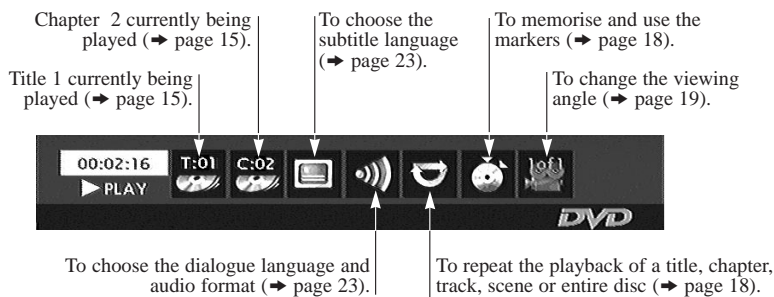 Chapter 2 currently being
played (➜ page 15).
To choose the
subtitle language
(➜ page 23).
To memorise and use the
markers (➜ page 18).
Title 1 currently being
played (➜ page 15).
To change the viewing
angle (➜ page 19).
00:02:16 T:01 C:02 1of1
PLAY
DVD
To choose the dialogue language and
audio format (➜ page 23).
To repeat the playback of a title, chapter,
track, scene or entire disc (➜ page 18).